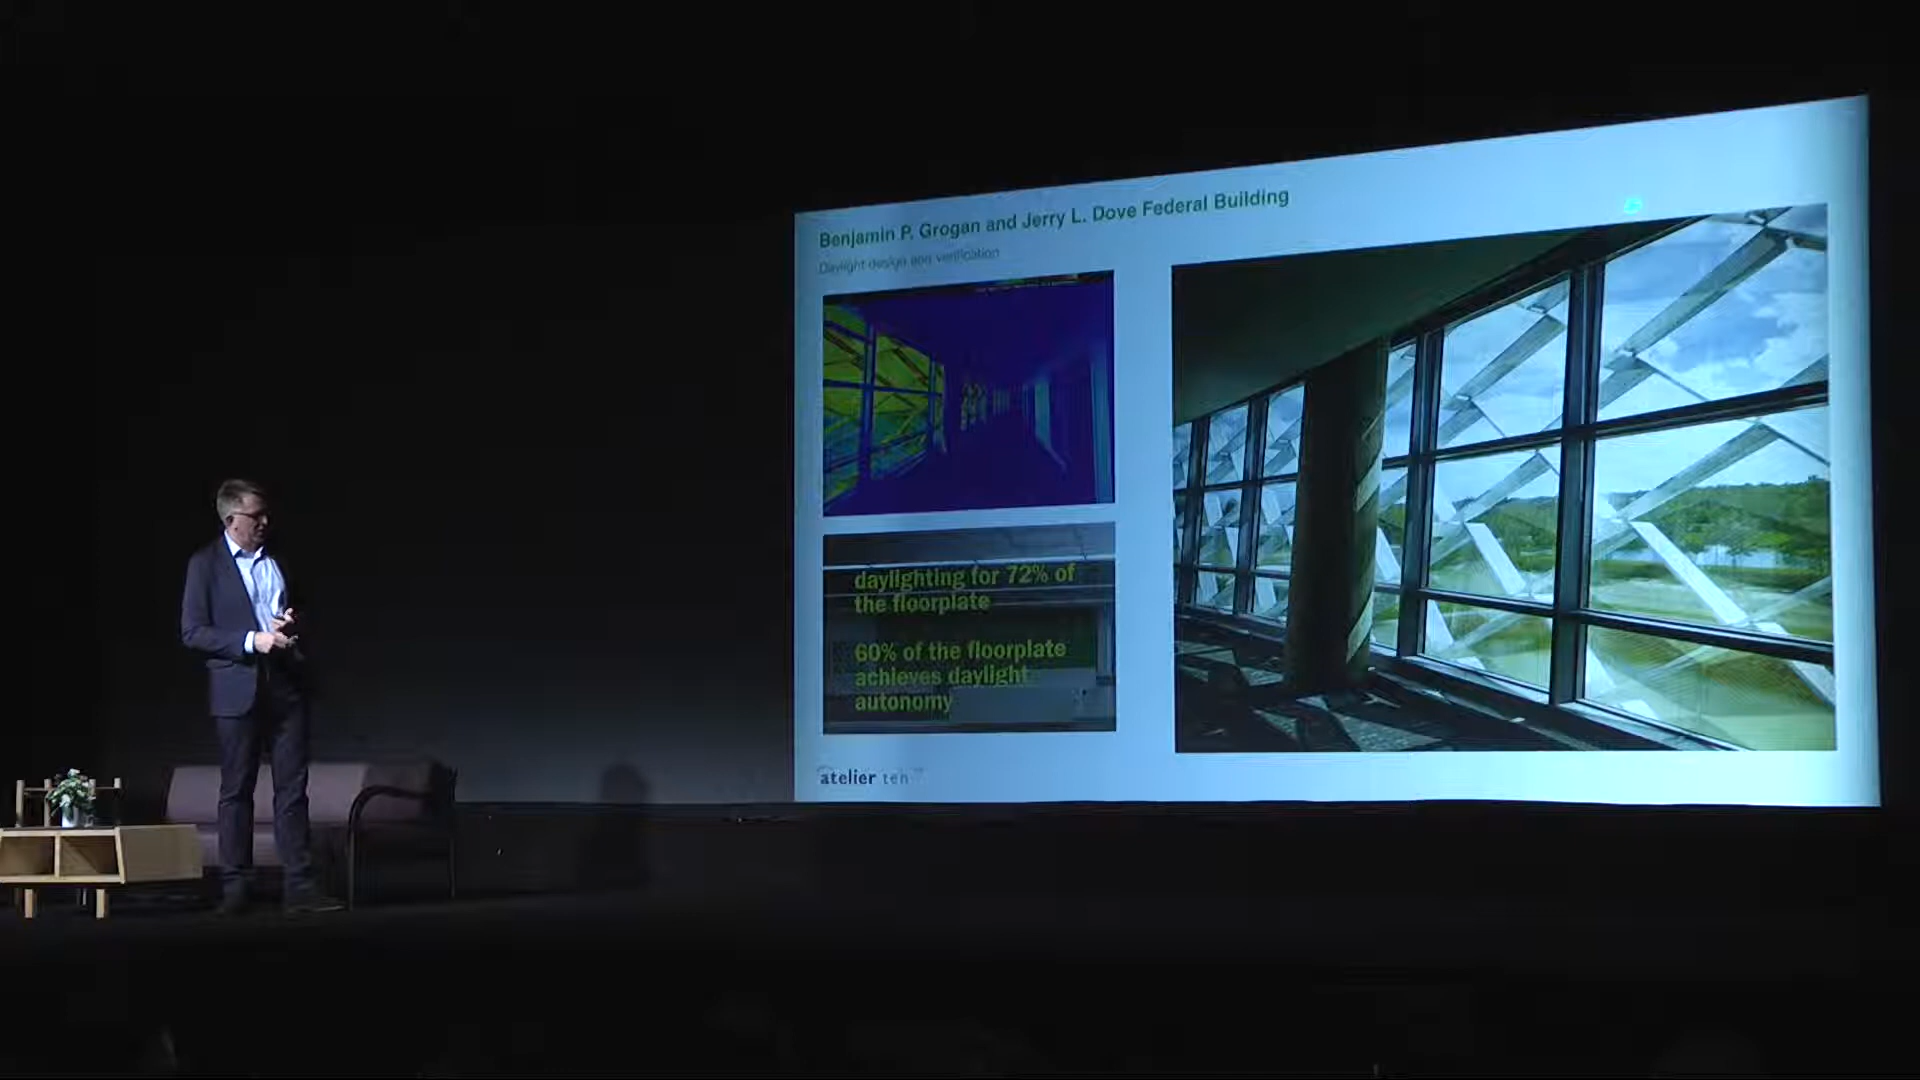 Benjamin P. Grogan and Jerry L. Dove Federal Building
Daylight design and verification
daylighting for 72% of
the floorplate
60% of the floorplate
achieves daylight
autonomy
atelier ten